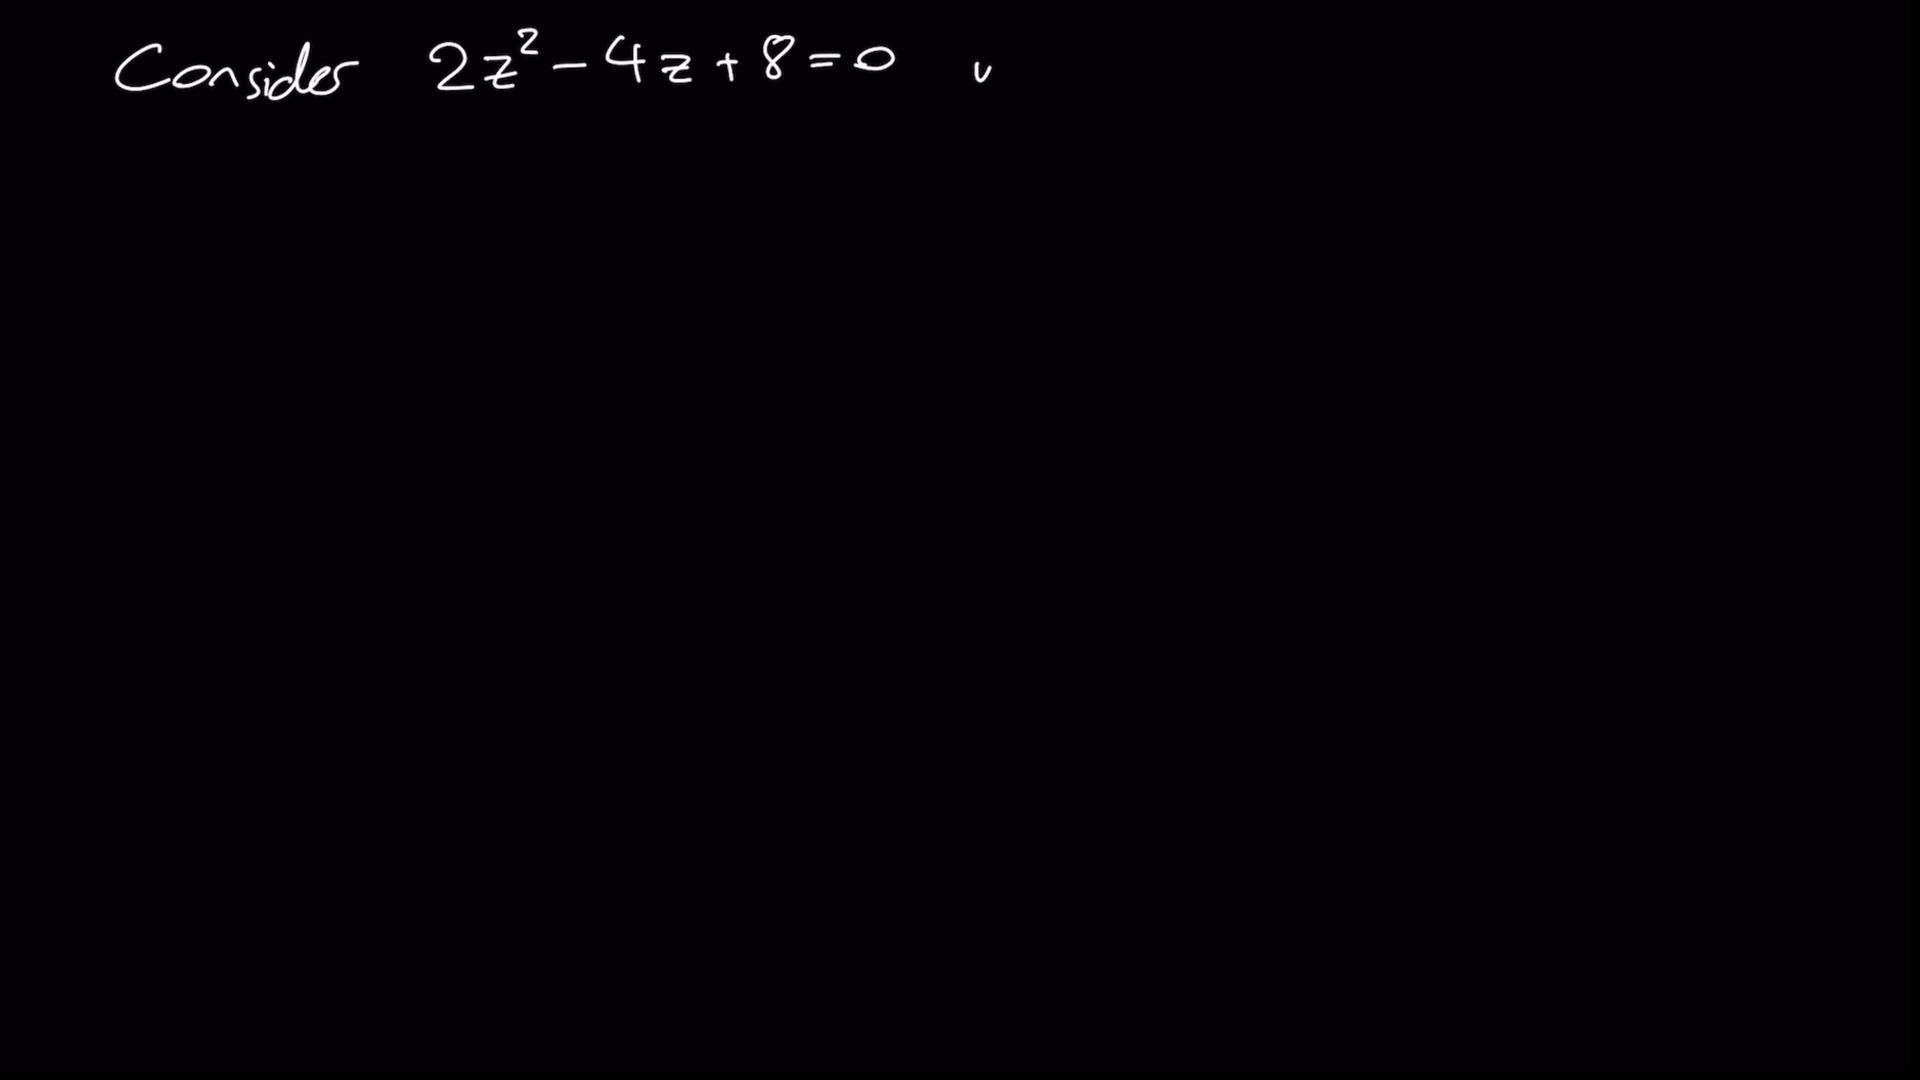 Consider 2z² - 4z + 8 = 0